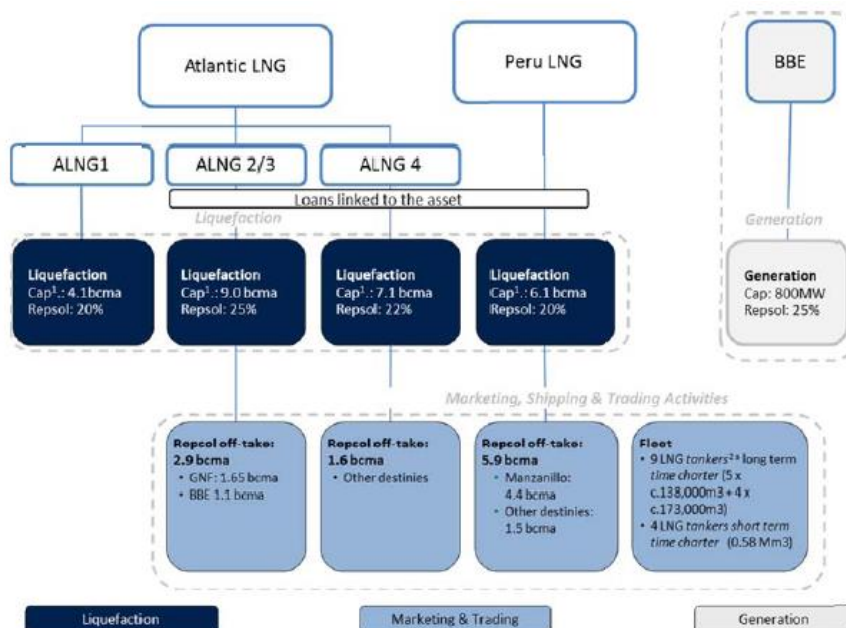 Atlantic LNG
Peru LNG
BBE
ALNG1
ALNG 2/3
ALNG 4
Loans linked to the asset
Liquefaction
Generation
Liquefaction
Cap¹.: 4.1bcma
Repsol: 20%
Liquefaction
Cap¹.: 9.0 bcma
Repsol: 25%
Liquefaction
Cap¹.: 7.1 bcma
Repsol: 22%
Liquefaction
Cap¹.: 6.1 bcma
Repsol: 20%
Generation
Cap: 800MW
Repsol: 25%
Marketing, Shipping & Trading Activities
Repsol off-take:
2.9 bcma
• GNF: 1.65 bcma
• BBE 1.1 bcma
Repsol off-take:
1.6 bcma
• Other destinies
Repsol off-take:
5.9 bcma
• Manzanillo:
4.4 bcma
• Other destinies:
1.5 bcma
Fleet
• 9 LNG tankers² ³ long term
time charter (5 x
c.138,000m3 + 4 x
c.173,000m3)
• 4 LNG tankers short term
time charter (0.58 Mm3)
Liquefaction
Marketing & Trading
Generation